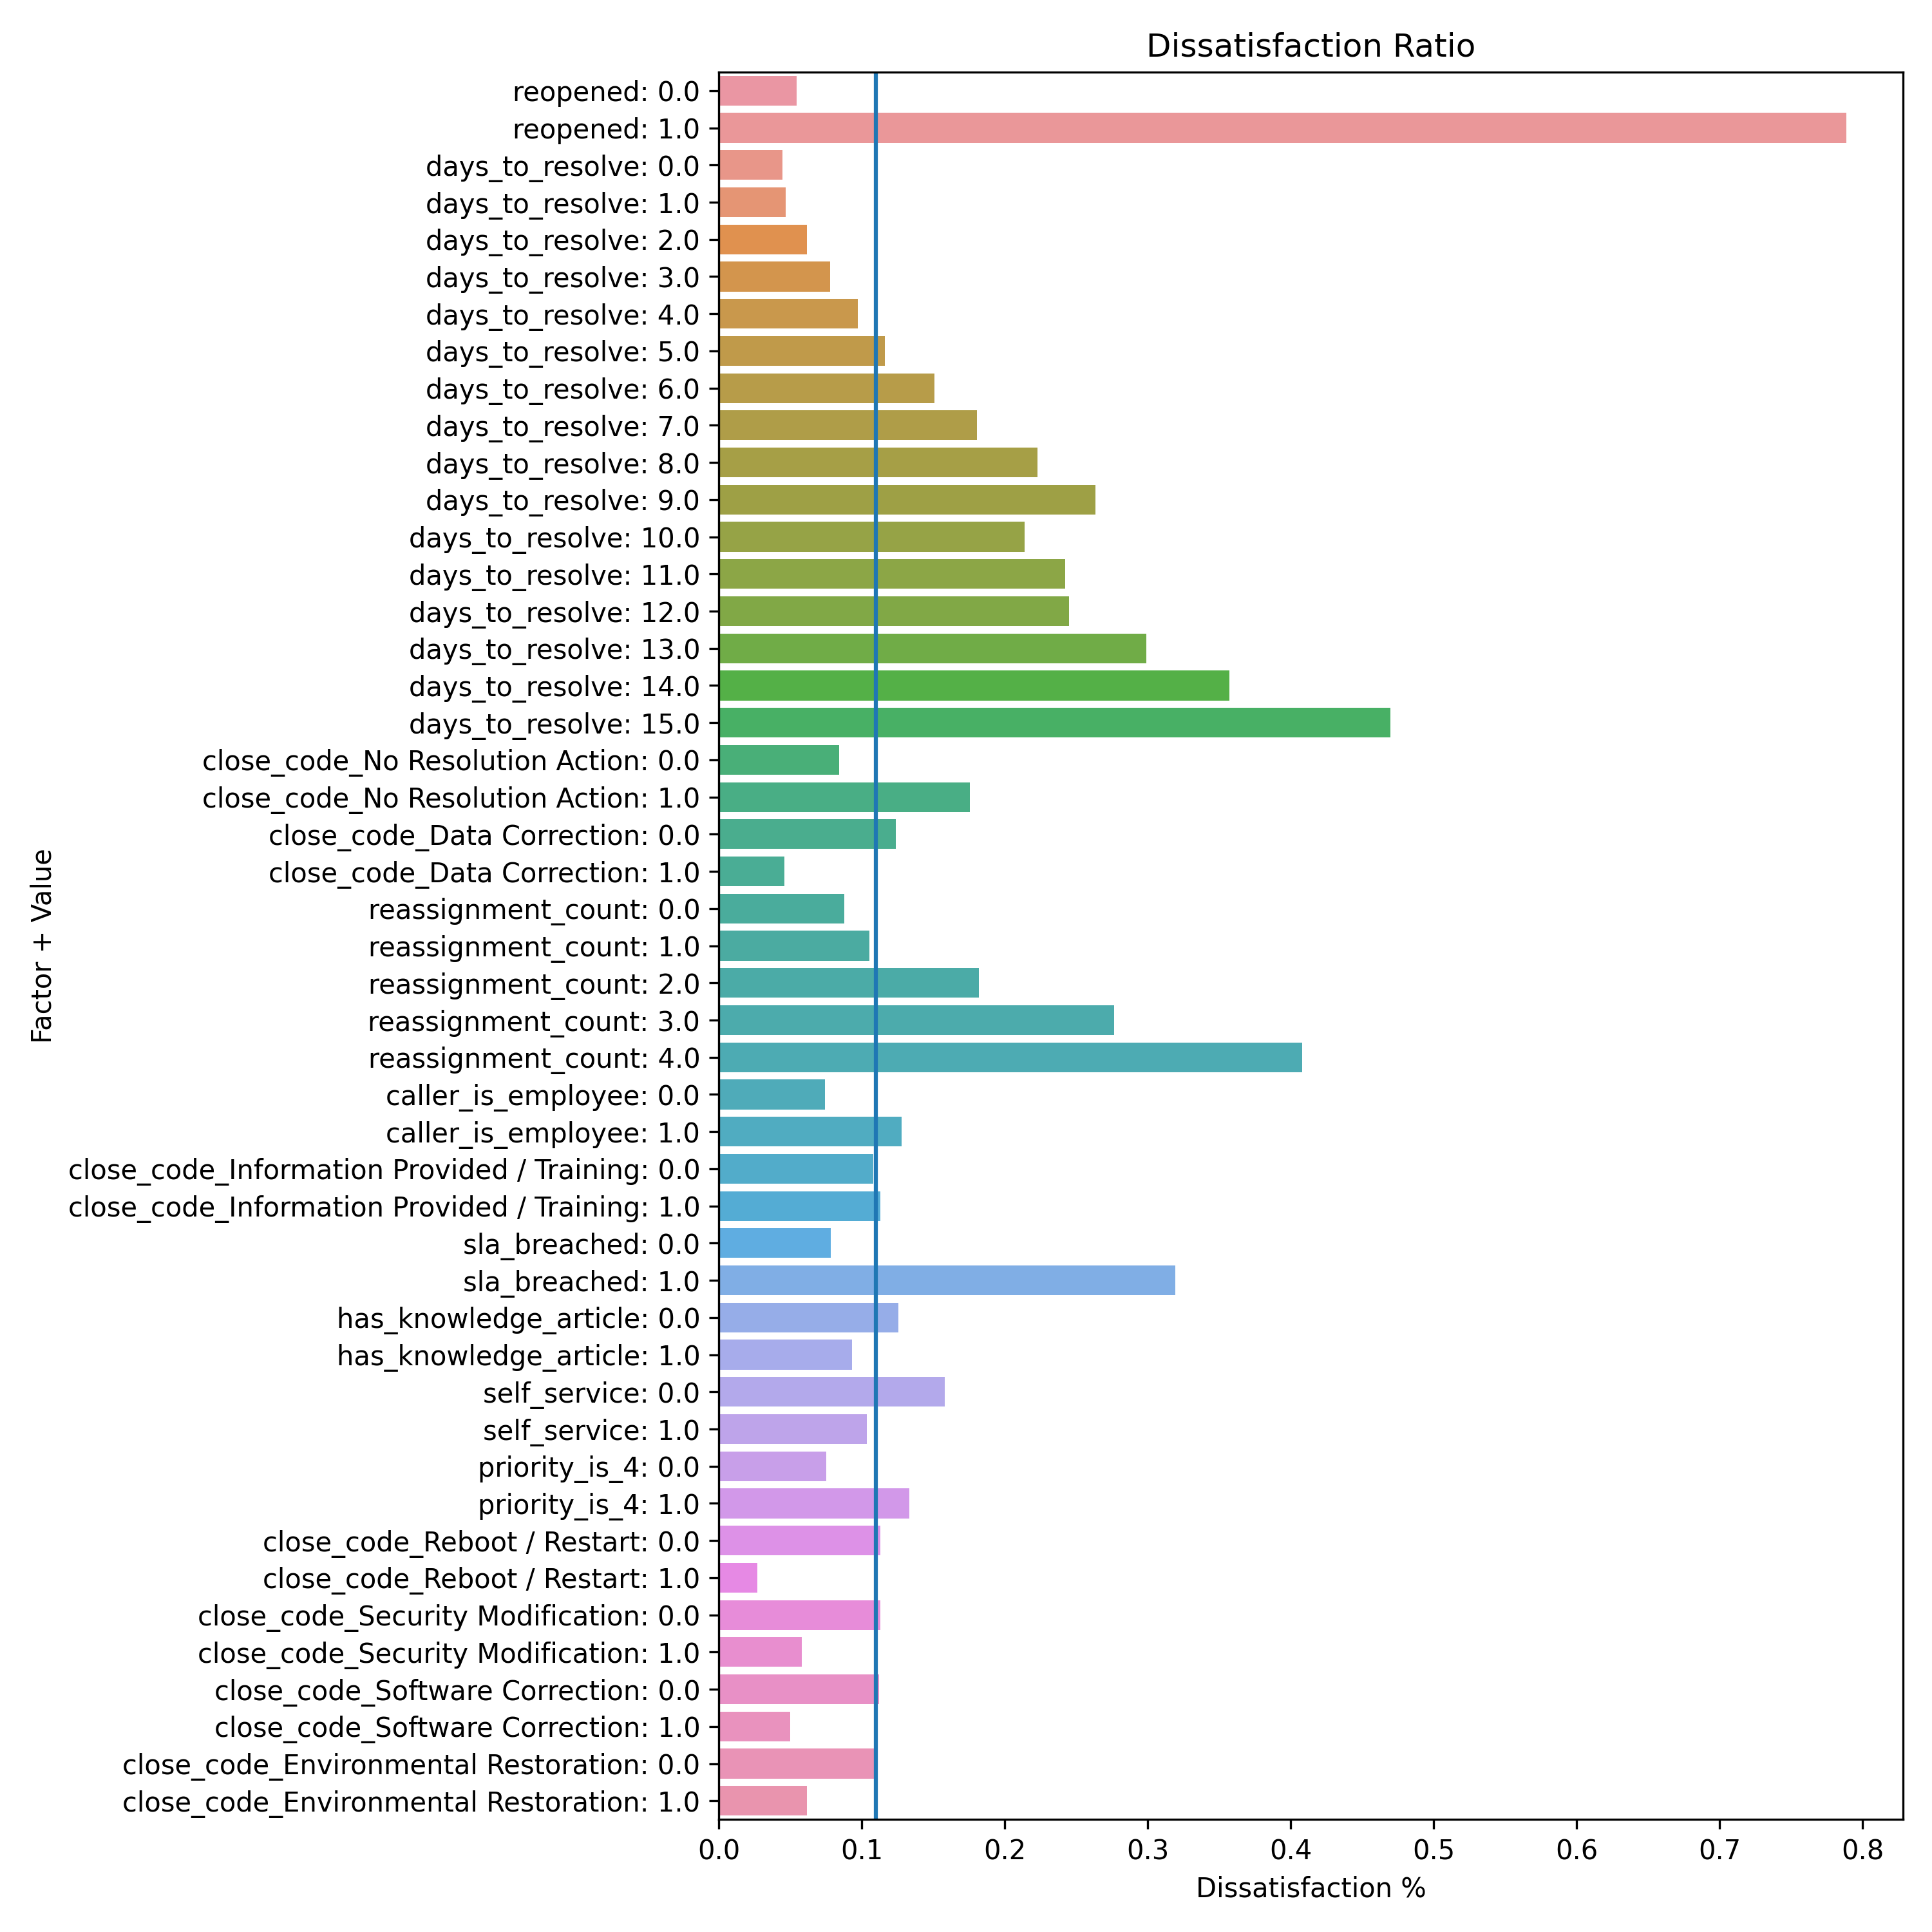 Dissatisfaction Ratio
reopened: 0.0
reopened: 1.0
days_to_resolve: 0.0
days_to_resolve: 1.0
days_to_resolve: 2.0
days_to_resolve: 3.0
days_to_resolve: 4.0
days_to_resolve: 5.0
days_to_resolve: 6.0
days_to_resolve: 7.0
days_to_resolve: 8.0
days_to_resolve: 9.0
days_to_resolve: 10.0
days_to_resolve: 11.0
days_to_resolve: 12.0
days_to_resolve: 13.0
days_to_resolve: 14.0
days_to_resolve: 15.0
close_code_No Resolution Action: 0.0
close_code_No Resolution Action: 1.0
close_code_Data Correction: 0.0
close_code_Data Correction: 1.0
reassignment_count: 0.0
reassignment_count: 1.0
reassignment_count: 2.0
reassignment_count: 3.0
reassignment_count: 4.0
caller_is_employee: 0.0
caller_is_employee: 1.0
close_code_Information Provided / Training: 0.0
close_code_Information Provided / Training: 1.0
sla_breached: 0.0
sla_breached: 1.0
has_knowledge_article: 0.0
has_knowledge_article: 1.0
self_service: 0.0
self_service: 1.0
priority_is_4: 0.0
priority_is_4: 1.0
close_code_Reboot / Restart: 0.0
close_code_Reboot / Restart: 1.0
close_code_Security Modification: 0.0
close_code_Security Modification: 1.0
close_code_Software Correction: 0.0
close_code_Software Correction: 1.0
close_code_Environmental Restoration: 0.0
close_code_Environmental Restoration: 1.0
Factor + Value
0.0 0.1 0.2 0.3 0.4 0.5 0.6 0.7 0.8
Dissatisfaction %